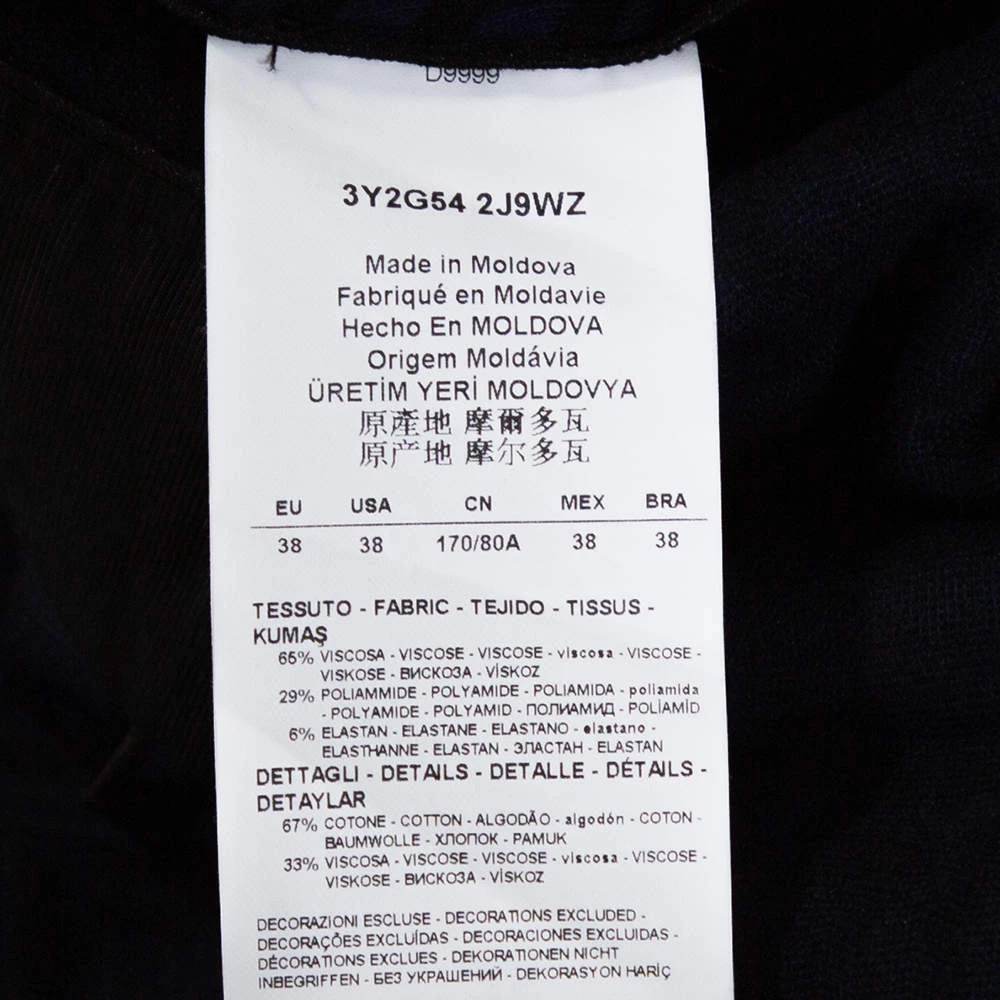 D9999
3Y2G54 2J9WZ
Made in Moldova
Fabriqué en Moldavie
Hecho En MOLDOVA
Origem Moldávia
ÜRETİM YERİ MOLDOVYA
原產地 摩爾多瓦
原产地 摩尔多瓦
EU USA CN MEX BRA
38 38 170/80A 38 38
TESSUTO - FABRIC - TEJIDO - TISSUS -
KUMAŞ
65% VISCOSA - VISCOSE - VISCOSE - viscosa - VISCOSE -
VISKOSE - ВИСКОЗА - VİSKOZ
29% POLIAMMIDE - POLYAMIDE - POLIAMIDA - poliamida
- POLYAMIDE - POLYAMID - ПОЛИАМИД - POLİAMİD
6% ELASTAN - ELASTANE - ELASTANO - elastano -
ELASTHANNE - ELASTAN - ЭЛАСТАН - ELASTAN
DETTAGLI - DETAILS - DETALLE - DÉTAILS -
DETAYLAR
67% COTONE - COTTON - ALGODÃO - algodón - COTON -
BAUMWOLLE - ХЛОПОК - PAMUK
33% VISCOSA - VISCOSE - VISCOSE - viscosa - VISCOSE -
VISKOSE - ВИСКОЗА - VİSKOZ
DECORAZIONI ESCLUSE - DECORATIONS EXCLUDED -
DECORAÇÕES EXCLUÍDAS - DECORACIONES EXCLUIDAS -
DÉCORATIONS EXCLUES - DEKORATIONEN NICHT
INBEGRIFFEN - БЕЗ УКРАШЕНИЙ - DEKORASYON HARİÇ